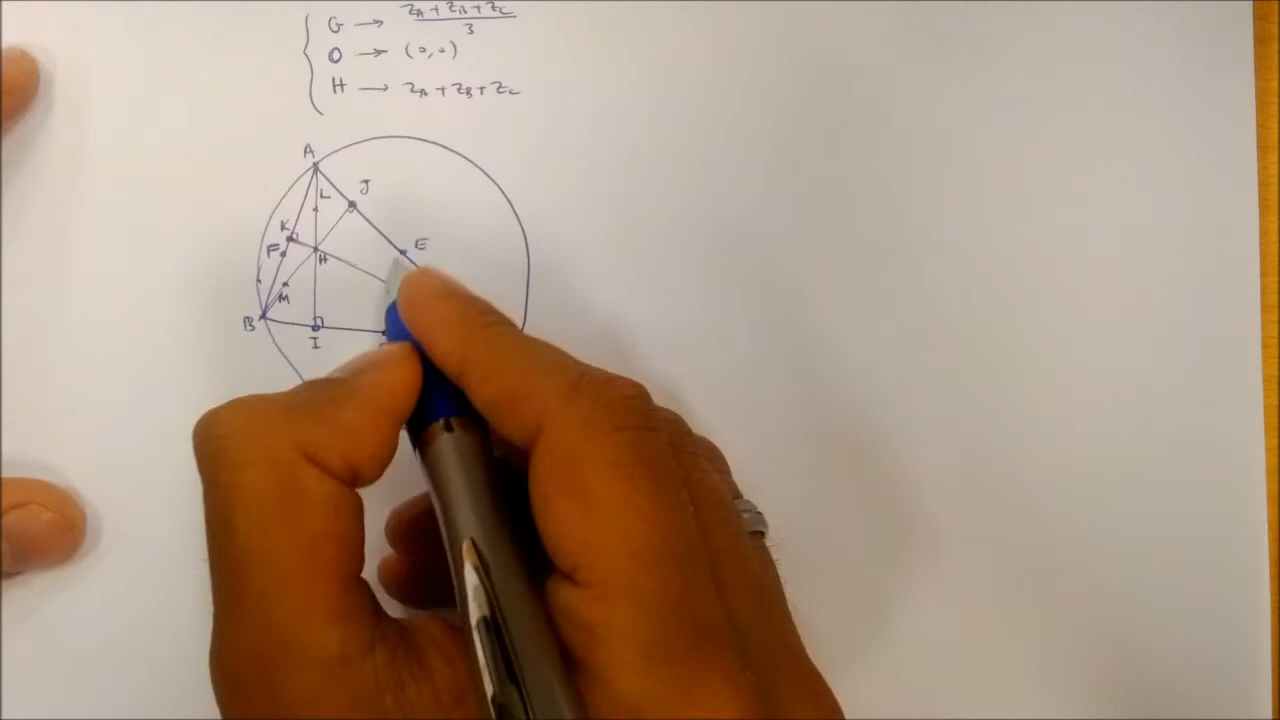 G → z_A + z_B + z_C / 3
O → (0,0)
H → z_A + z_B + z_C
A
L
J
K
F
E
H
M
B
I